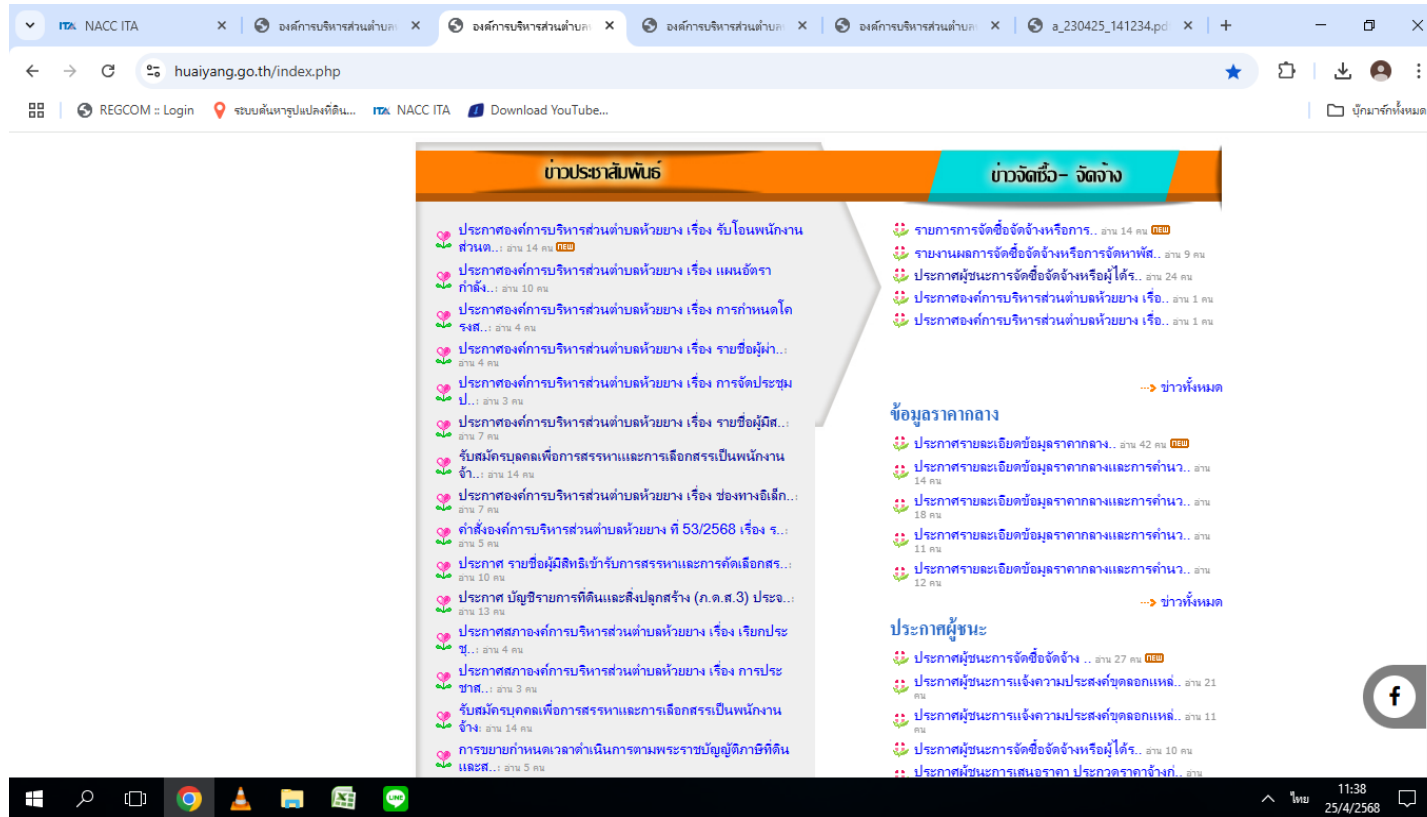 NACC ITA
องค์การบริหารส่วนตำบล
องค์การบริหารส่วนตำบล
องค์การบริหารส่วนตำบล
องค์การบริหารส่วนตำบล
a_230425_141234.pd
huaiyang.go.th/index.php
REGCOM :: Login
ระบบค้นหารูปแปลงที่ดิน...
ITA NACC ITA
Download YouTube...
บุ๊กมาร์กทั้งหมด
ข่าวประชาสัมพันธ์
ประกาศองค์การบริหารส่วนตำบลห้วยยาง เรื่อง รับโอนพนักงาน
ส่วนต..: อ่าน 14 คน NEW
ประกาศองค์การบริหารส่วนตำบลห้วยยาง เรื่อง แผนอัตรา
กำลัง..: อ่าน 10 คน
ประกาศองค์การบริหารส่วนตำบลห้วยยาง เรื่อง การกำหนดโค
รงส..: อ่าน 4 คน
ประกาศองค์การบริหารส่วนตำบลห้วยยาง เรื่อง รายชื่อผู้ผ่า..:
อ่าน 4 คน
ประกาศองค์การบริหารส่วนตำบลห้วยยาง เรื่อง การจัดประชุม
ป..: อ่าน 3 คน
ประกาศองค์การบริหารส่วนตำบลห้วยยาง เรื่อง รายชื่อผู้มีส..:
อ่าน 7 คน
รับสมัครบุคคลเพื่อการสรรหาและการเลือกสรรเป็นพนักงาน
จ้า..: อ่าน 14 คน
ประกาศองค์การบริหารส่วนตำบลห้วยยาง เรื่อง ช่องทางอิเล็ก..:
อ่าน 7 คน
คำสั่งองค์การบริหารส่วนตำบลห้วยยาง ที่ 53/2568 เรื่อง ร..:
อ่าน 5 คน
ประกาศ รายชื่อผู้มีสิทธิเข้ารับการสรรหาและการคัดเลือกสร..:
อ่าน 10 คน
ประกาศ บัญชีรายการที่ดินและสิ่งปลูกสร้าง (ภ.ด.ส.3) ประจ..:
อ่าน 13 คน
ประกาศสภาองค์การบริหารส่วนตำบลห้วยยาง เรื่อง เรียกประ
ชุ..: อ่าน 4 คน
ประกาศสภาองค์การบริหารส่วนตำบลห้วยยาง เรื่อง การประ
ชาส..: อ่าน 3 คน
รับสมัครบุคคลเพื่อการสรรหาและการเลือกสรรเป็นพนักงาน
จ้าง: อ่าน 14 คน
การขยายกำหนดเวลาดำเนินการตามพระราชบัญญัติภาษีที่ดิน
และส..: อ่าน 5 คน
ข่าวจัดซื้อ- จัดจ้าง
รายการการจัดซื้อจัดจ้างหรือการ.. อ่าน 14 คน NEW
รายงานผลการจัดซื้อจัดจ้างหรือการจัดหาพัส.. อ่าน 9 คน
ประกาศผู้ชนะการจัดซื้อจัดจ้างหรือผู้ได้ร.. อ่าน 24 คน
ประกาศองค์การบริหารส่วนตำบลห้วยยาง เรื่อ.. อ่าน 1 คน
ประกาศองค์การบริหารส่วนตำบลห้วยยาง เรื่อ.. อ่าน 1 คน
ข่าวทั้งหมด
ข้อมูลราคากลาง
ประกาศรายละเอียดข้อมูลราคากลาง.. อ่าน 42 คน NEW
ประกาศรายละเอียดข้อมูลราคากลางและการคำนว.. อ่าน
14 คน
ประกาศรายละเอียดข้อมูลราคากลางและการคำนว.. อ่าน
18 คน
ประกาศรายละเอียดข้อมูลราคากลางและการคำนว.. อ่าน
11 คน
ประกาศรายละเอียดข้อมูลราคากลางและการคำนว.. อ่าน
12 คน
ข่าวทั้งหมด
ประกาศผู้ชนะ
ประกาศผู้ชนะการจัดซื้อจัดจ้าง .. อ่าน 27 คน NEW
ประกาศผู้ชนะการแจ้งความประสงค์ขุดลอกแหล่.. อ่าน 21
คน
ประกาศผู้ชนะการแจ้งความประสงค์ขุดลอกแหล่.. อ่าน 11
คน
ประกาศผู้ชนะการจัดซื้อจัดจ้างหรือผู้ได้ร.. อ่าน 10 คน
ประกาศผู้ชนะการเสนอราคา ประกวดราคาจ้างก่.. อ่าน
f
LINE
ไทย
11:38
25/4/2568